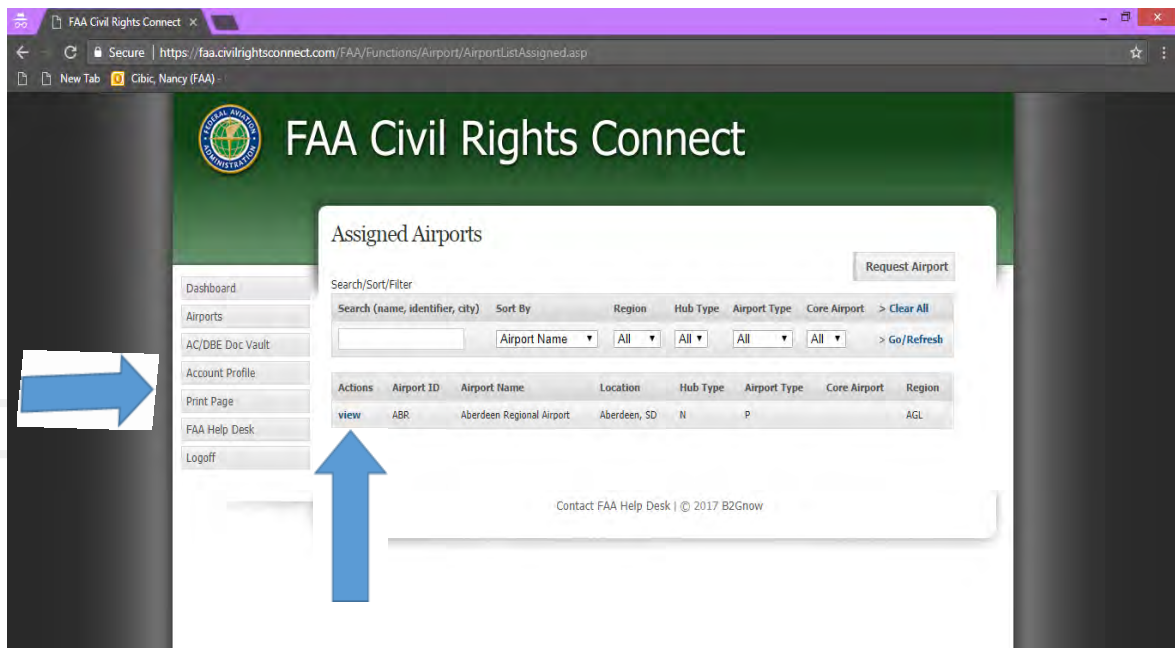 FAA Civil Rights Connect
Secure | https://faa.civilrightsconnect.com/FAA/Functions/Airport/AirportListAssigned.asp
New Tab Cibic, Nancy (FAA) -
FEDERAL AVIATION ADMINISTRATION
FAA Civil Rights Connect
Assigned Airports
Request Airport
Dashboard
Airports
AC/DBE Doc Vault
Account Profile
Print Page
FAA Help Desk
Logoff
Search/Sort/Filter
Search (name, identifier, city) Sort By Region Hub Type Airport Type Core Airport > Clear All
Airport Name All All All All > Go/Refresh
Actions Airport ID Airport Name Location Hub Type Airport Type Core Airport Region
view ABR Aberdeen Regional Airport Aberdeen, SD N P AGL
Contact FAA Help Desk | © 2017 B2Gnow